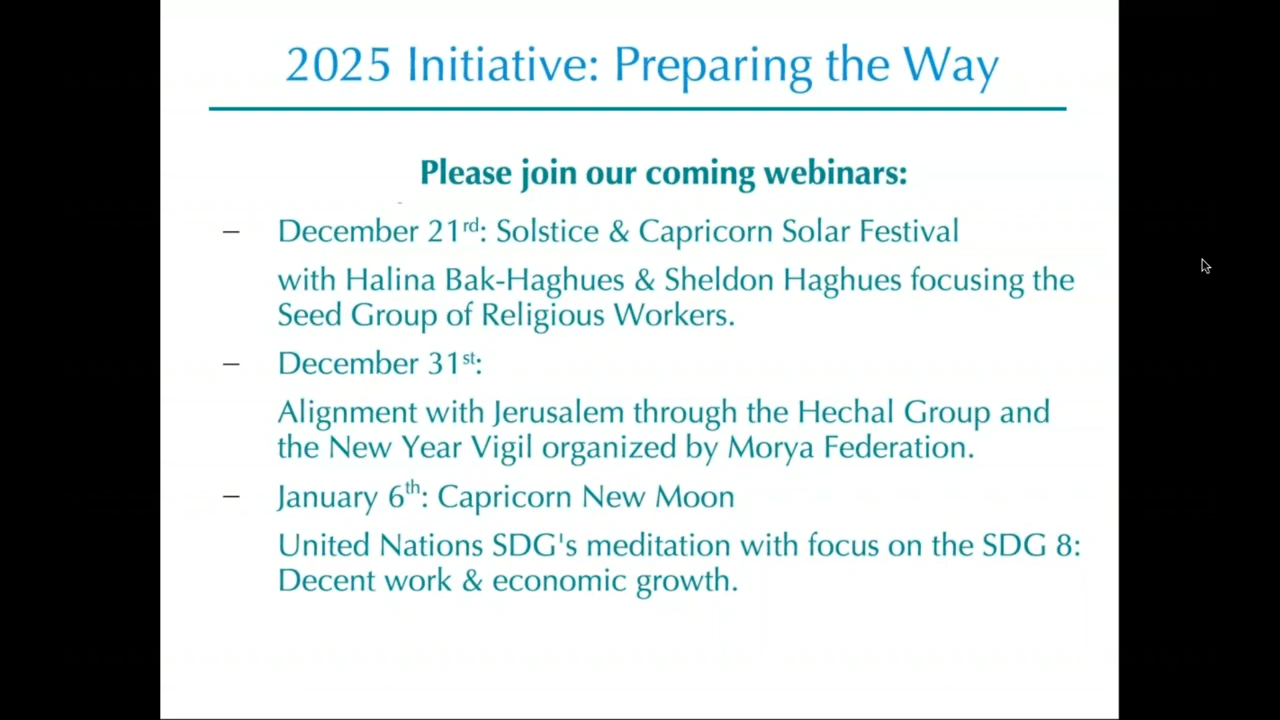 2025 Initiative: Preparing the Way
Please join our coming webinars:
– December 21rd: Solstice & Capricorn Solar Festival
with Halina Bak-Haghues & Sheldon Haghues focusing the
Seed Group of Religious Workers.
– December 31st:
Alignment with Jerusalem through the Hechal Group and
the New Year Vigil organized by Morya Federation.
– January 6th: Capricorn New Moon
United Nations SDG's meditation with focus on the SDG 8:
Decent work & economic growth.